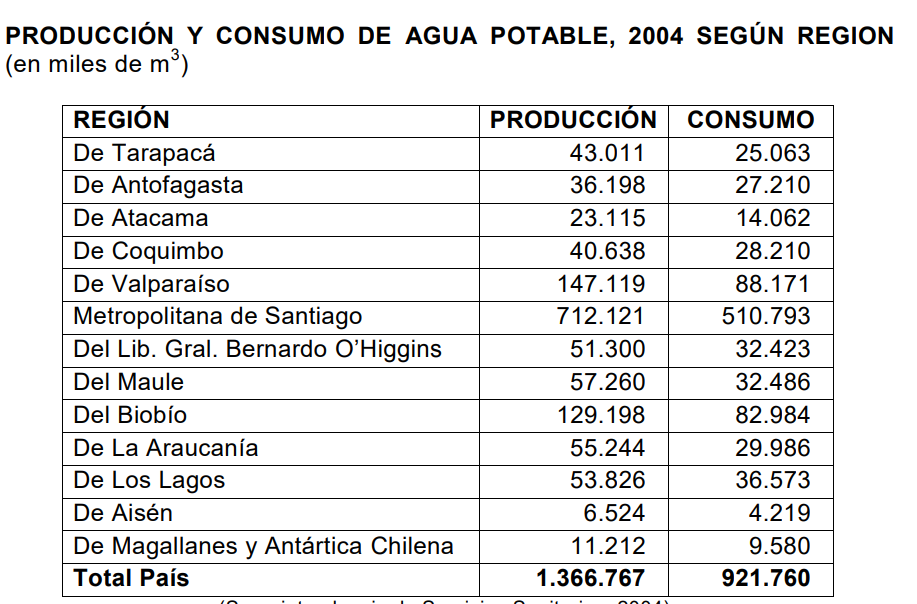 PRODUCCIÓN Y CONSUMO DE AGUA POTABLE, 2004 SEGÚN REGION
(en miles de m³)
REGIÓN PRODUCCIÓN CONSUMO
De Tarapacá 43.011 25.063
De Antofagasta 36.198 27.210
De Atacama 23.115 14.062
De Coquimbo 40.638 28.210
De Valparaíso 147.119 88.171
Metropolitana de Santiago 712.121 510.793
Del Lib. Gral. Bernardo O’Higgins 51.300 32.423
Del Maule 57.260 32.486
Del Biobío 129.198 82.984
De La Araucanía 55.244 29.986
De Los Lagos 53.826 36.573
De Aisén 6.524 4.219
De Magallanes y Antártica Chilena 11.212 9.580
Total País 1.366.767 921.760